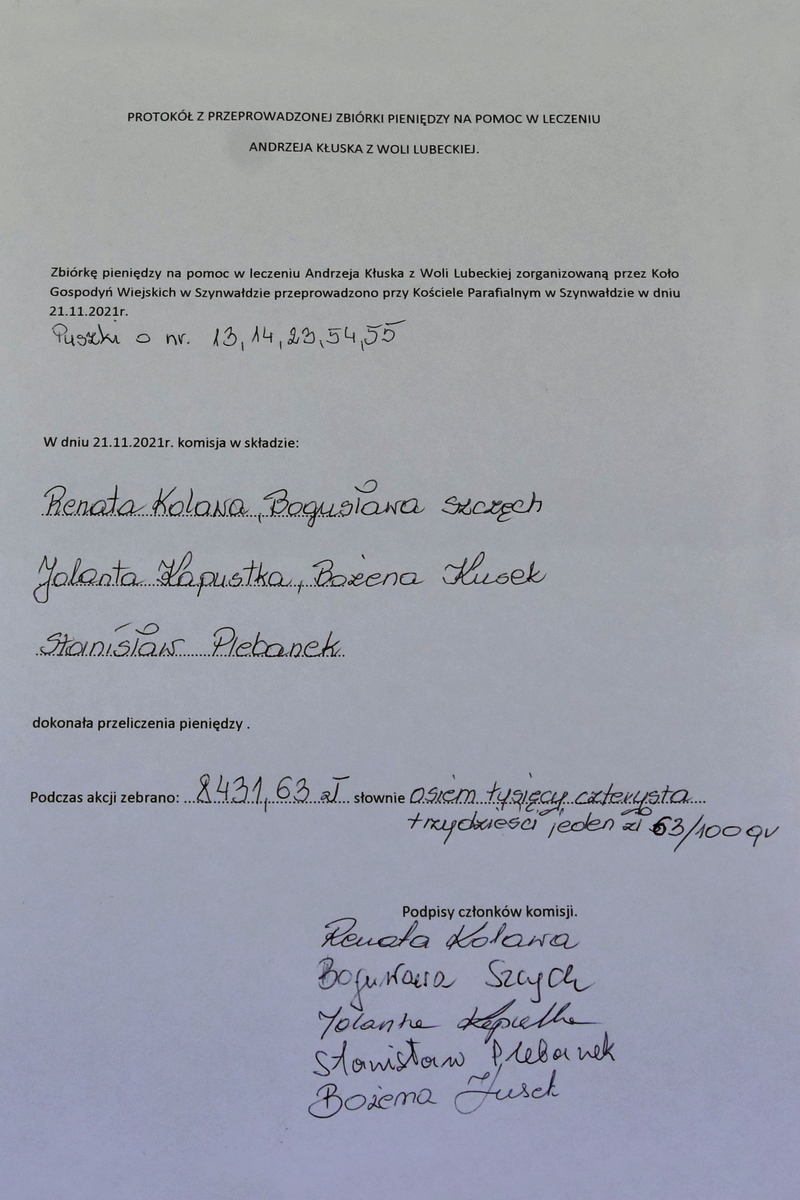 PROTOKÓŁ Z PRZEPROWADZONEJ ZBIÓRKI PIENIĘDZY NA POMOC W LECZENIU
ANDRZEJA KŁUSKA Z WOLI LUBECKIEJ.
Zbiórkę pieniędzy na pomoc w leczeniu Andrzeja Kłuska z Woli Lubeckiej zorganizowaną przez Koło
Gospodyń Wiejskich w Szynwałdzie przeprowadzono przy Kościele Parafialnym w Szynwałdzie w dniu
21.11.2021r.
Puszki o nr. 13, 14, 23, 54, 55
W dniu 21.11.2021r. komisja w składzie:
Renata Kolawa, Bogusława Szczęch
Jolanta Kapustka, Bożena Kłusek
Stanisław Plebanek
dokonała przeliczenia pieniędzy .
Podczas akcji zebrano: 8431,63 zł słownie osiem tysięcy czterysta
trzydzieści jeden zł 63/100 gr
Podpisy członków komisji.
Renata Kolawa
Bogusława Szczęch
Jolanta
Stanisław Plebanek
Bożena